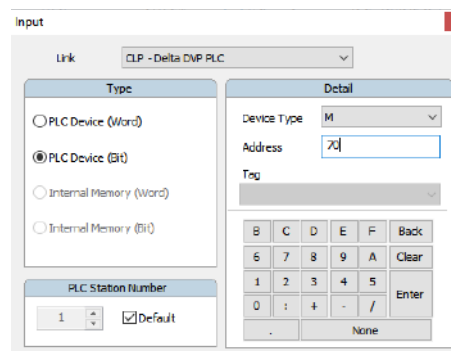 Input
Link CLP - Delta DVP PLC
Type
PLC Device (Word)
PLC Device (Bit)
Internal Memory (Word)
Internal Memory (Bit)
PLC Station Number
1 Default
Detail
Device Type M
Address 70
Tag
B C D E F Back
6 7 8 9 A Clear
1 2 3 4 5 Enter
0 : + - /
. None